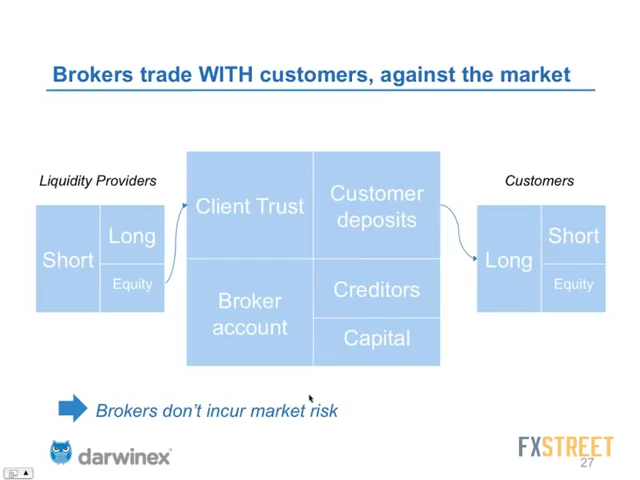 Brokers trade WITH customers, against the market
Liquidity Providers
Customers
Short
Long
Equity
Client Trust
Customer
deposits
Broker
account
Creditors
Capital
Long
Short
Equity
Brokers don't incur market risk
darwinex
FXSTREET
27